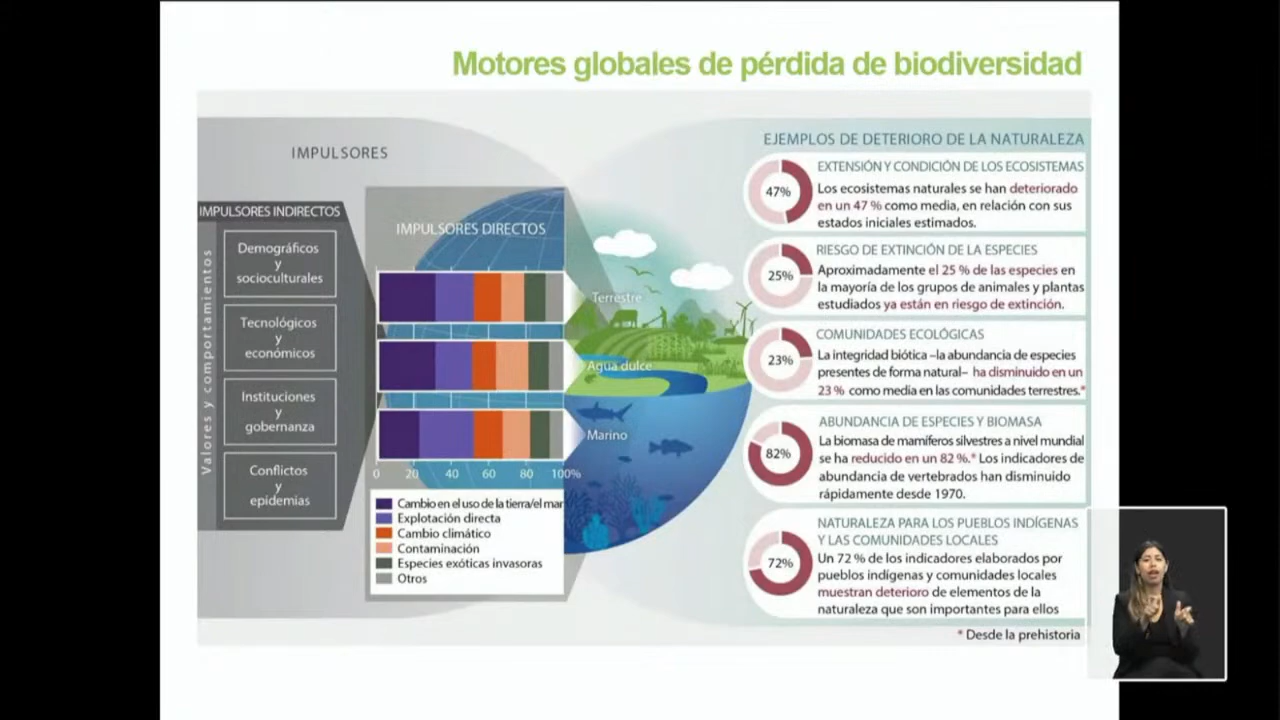 Motores globales de pérdida de biodiversidad
IMPULSORES
IMPULSORES INDIRECTOS
Valores y comportamientos
Demográficos
y
socioculturales
Tecnológicos
y
económicos
Instituciones
y
gobernanza
Conflictos
y
epidemias
IMPULSORES DIRECTOS
Terrestre
Agua dulce
Marino
0 20 40 60 80 100%
Cambio en el uso de la tierra/el mar
Explotación directa
Cambio climático
Contaminación
Especies exóticas invasoras
Otros
EJEMPLOS DE DETERIORO DE LA NATURALEZA
47%
EXTENSIÓN Y CONDICIÓN DE LOS ECOSISTEMAS
Los ecosistemas naturales se han deteriorado
en un 47 % como media, en relación con sus
estados iniciales estimados.
25%
RIESGO DE EXTINCIÓN DE LA ESPECIES
Aproximadamente el 25 % de las especies en
la mayoría de los grupos de animales y plantas
estudiados ya están en riesgo de extinción.
23%
COMUNIDADES ECOLÓGICAS
La integridad biótica –la abundancia de especies
presentes de forma natural– ha disminuido en un
23 % como media en las comunidades terrestres.*
82%
ABUNDANCIA DE ESPECIES Y BIOMASA
La biomasa de mamíferos silvestres a nivel mundial
se ha reducido en un 82 %.* Los indicadores de
abundancia de vertebrados han disminuido
rápidamente desde 1970.
72%
NATURALEZA PARA LOS PUEBLOS INDÍGENAS
Y LAS COMUNIDADES LOCALES
Un 72 % de los indicadores elaborados por
pueblos indígenas y comunidades locales
muestran deterioro de elementos de la
naturaleza que son importantes para ellos
* Desde la prehistoria